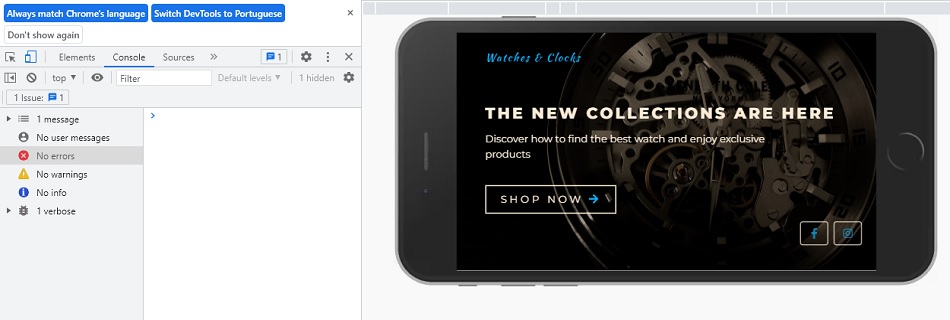 Always match Chrome's language Switch DevTools to Portuguese
Don't show again
Elements Console Sources 1
top Filter Default levels 1 hidden
1 Issue: 1
1 message
No user messages
No errors
No warnings
No info
1 verbose
Watches & Clocks
THE NEW COLLECTIONS ARE HERE
Discover how to find the best watch and enjoy exclusive
products
SHOP NOW